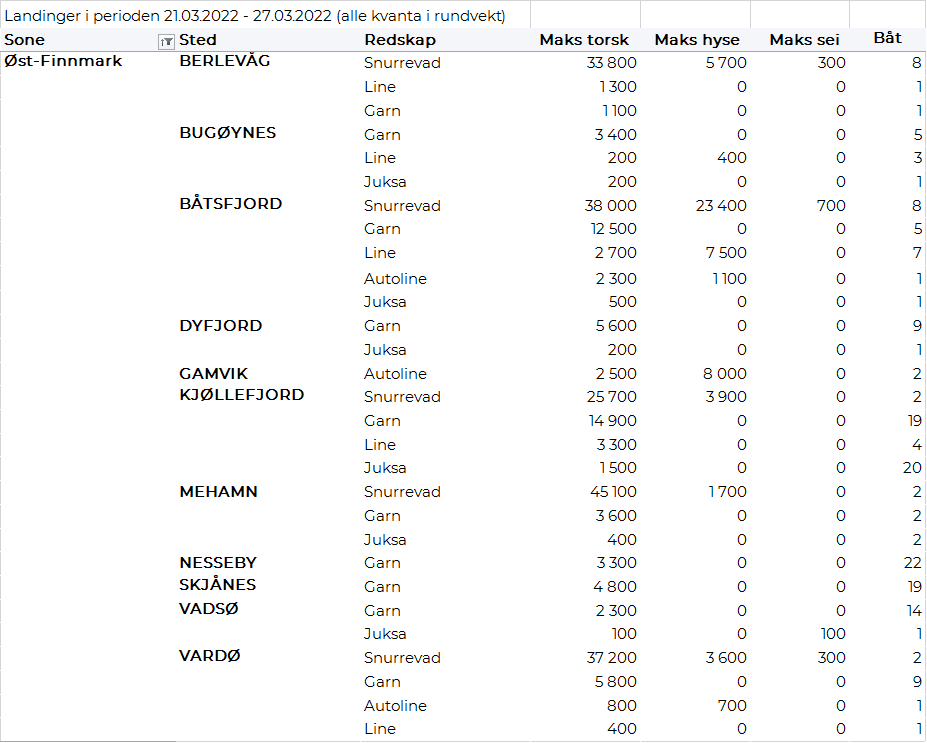 Landinger i perioden 21.03.2022 - 27.03.2022 (alle kvanta i rundvekt)
Sone Sted Redskap Maks torsk Maks hyse Maks sei Båt
Øst-Finnmark BERLEVÅG Snurrevad 33 800 5 700 300 8
Line 1 300 0 0 1
Garn 1 100 0 0 1
BUGØYNES Garn 3 400 0 0 5
Line 200 400 0 3
Juksa 200 0 0 1
BÅTSFJORD Snurrevad 38 000 23 400 700 8
Garn 12 500 0 0 5
Line 2 700 7 500 0 7
Autoline 2 300 1 100 0 1
Juksa 500 0 0 1
DYFJORD Garn 5 600 0 0 9
Juksa 200 0 0 1
GAMVIK Autoline 2 500 8 000 0 2
KJØLLEFJORD Snurrevad 25 700 3 900 0 2
Garn 14 900 0 0 19
Line 3 300 0 0 4
Juksa 1 500 0 0 20
MEHAMN Snurrevad 45 100 1 700 0 2
Garn 3 600 0 0 2
Juksa 400 0 0 2
NESSEBY Garn 3 300 0 0 22
SKJÅNES Garn 4 800 0 0 19
VADSØ Garn 2 300 0 0 14
Juksa 100 0 100 1
VARDØ Snurrevad 37 200 3 600 300 2
Garn 5 800 0 0 9
Autoline 800 700 0 1
Line 400 0 0 1